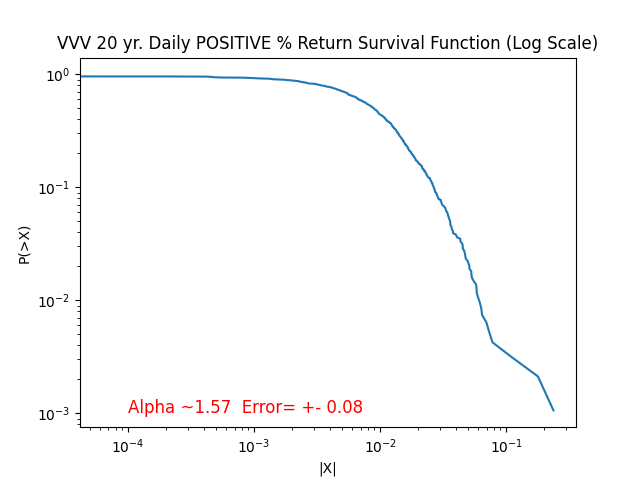 VVV 20 yr. Daily POSITIVE % Return Survival Function (Log Scale)
10⁰
10⁻¹
P(>X)
10⁻²
10⁻³
Alpha ~1.57 Error= +- 0.08
10⁻⁴ 10⁻³ 10⁻² 10⁻¹
|X|